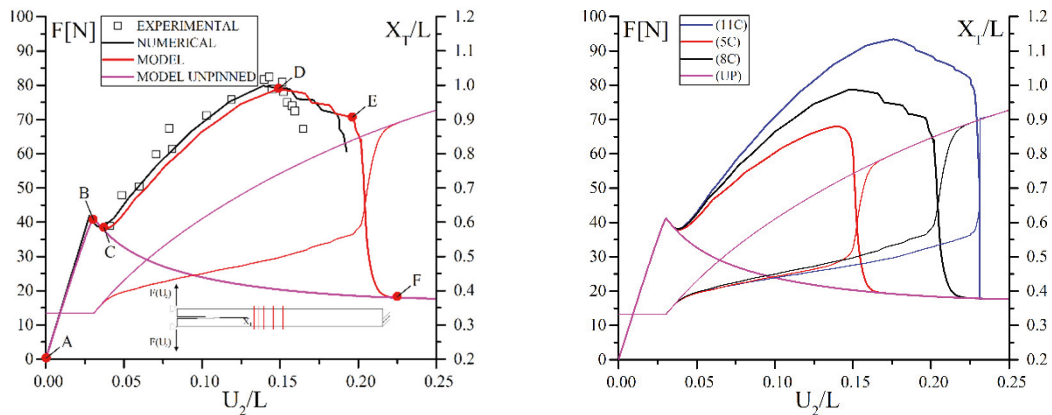 F[N]
EXPERIMENTAL
NUMERICAL
MODEL
MODEL UNPINNED
X_T/L
100
90
80
70
60
50
40
30
20
10
0
1.2
1.1
1.0
0.9
0.8
0.7
0.6
0.5
0.4
0.3
0.2
A
B
C
D
E
F
F(U₂)
F(U₂)
0.00 0.05 0.10 0.15 0.20 0.25
U₂/L
F[N]
(11C)
(5C)
(8C)
(UP)
X_T/L
100
90
80
70
60
50
40
30
20
10
0
1.2
1.1
1.0
0.9
0.8
0.7
0.6
0.5
0.4
0.3
0.2
0.00 0.05 0.10 0.15 0.20 0.25
U₂/L